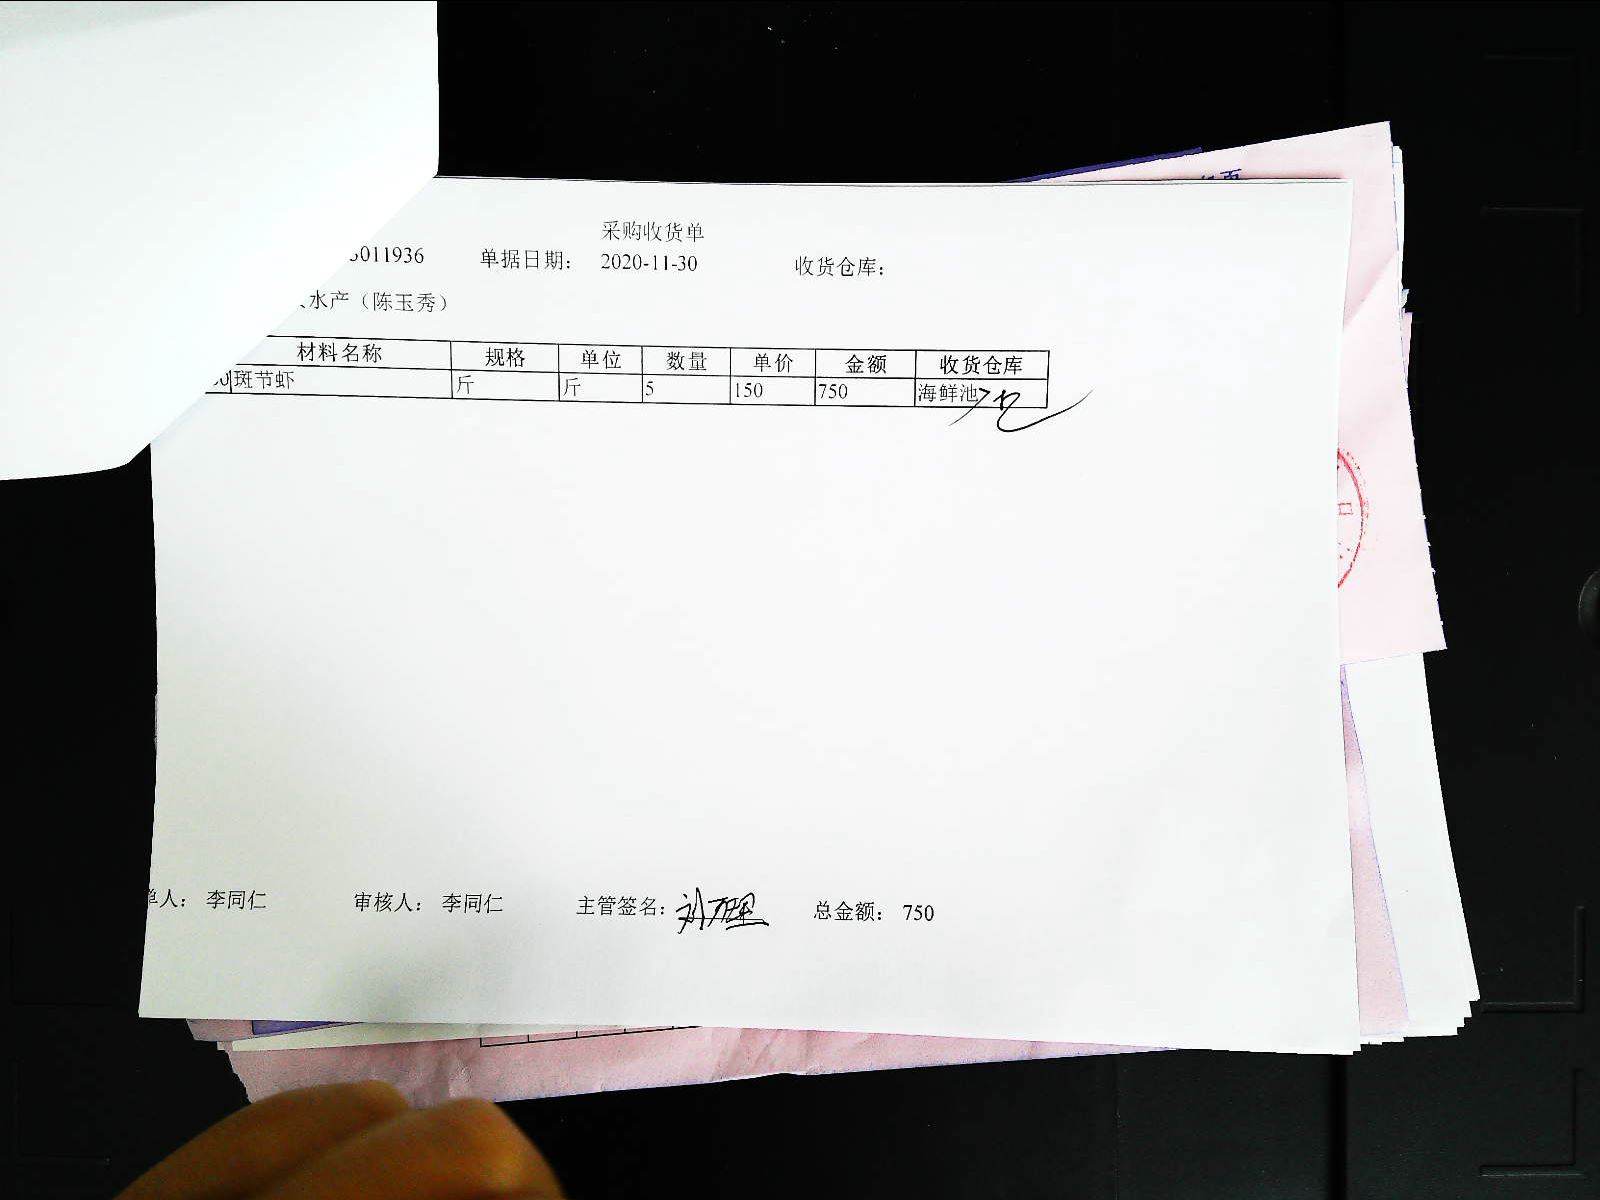 采购收货单
5011936 单据日期： 2020-11-30 收货仓库：
水产（陈玉秀）
材料名称 规格 单位 数量 单价 金额 收货仓库
斑节虾 斤 斤 5 150 750 海鲜池
单人： 李同仁 审核人： 李同仁 主管签名： 总金额： 750